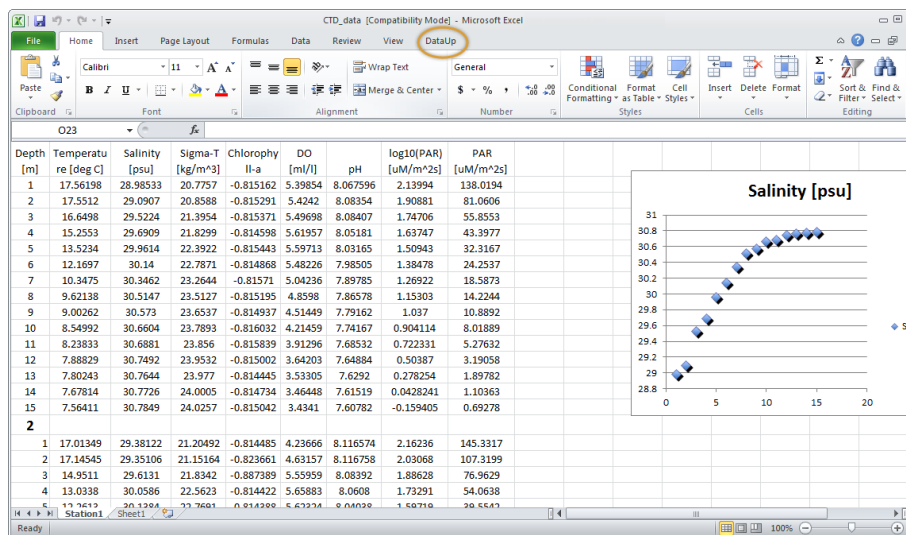 CTD_data [Compatibility Mode] - Microsoft Excel
File Home Insert Page Layout Formulas Data Review View DataUp
Calibri 11 A A Wrap Text General Σ
Paste B I U A Merge & Center $ % , Conditional Format Cell Insert Delete Format Sort & Find &
Formatting as Table Styles Filter Select
Clipboard Font Alignment Number Styles Cells Editing
O23 fx
Depth Temperatu Salinity Sigma-T Chlorophy DO log10(PAR) PAR
[m] re [deg C] [psu] [kg/m^3] ll-a [ml/l] pH [uM/m^2s] [uM/m^2s]
1 17.56198 28.98533 20.7757 -0.815162 5.39854 8.067596 2.13994 138.0194
2 17.5512 29.0907 20.8588 -0.815291 5.4242 8.08354 1.90881 81.0606
3 16.6498 29.5224 21.3954 -0.815371 5.49698 8.08407 1.74706 55.8553
4 15.2553 29.6909 21.8299 -0.814598 5.61957 8.05181 1.63747 43.3977
5 13.5234 29.9614 22.3922 -0.815443 5.59713 8.03165 1.50943 32.3167
6 12.1697 30.14 22.7871 -0.814868 5.48226 7.98505 1.38478 24.2537
7 10.3475 30.3462 23.2644 -0.81571 5.04236 7.89785 1.26922 18.5873
8 9.62138 30.5147 23.5127 -0.815195 4.8598 7.86578 1.15303 14.2244
9 9.00262 30.573 23.6537 -0.814937 4.51449 7.79162 1.037 10.8892
10 8.54992 30.6604 23.7893 -0.816032 4.21459 7.74167 0.904114 8.01889
11 8.23833 30.6881 23.856 -0.815839 3.91296 7.68532 0.722331 5.27632
12 7.88829 30.7492 23.9532 -0.815002 3.64203 7.64884 0.50387 3.19058
13 7.80243 30.7644 23.977 -0.814445 3.53305 7.6292 0.278254 1.89782
14 7.67814 30.7726 24.0005 -0.814734 3.46448 7.61519 0.0428241 1.10363
15 7.56411 30.7849 24.0257 -0.815042 3.4341 7.60782 -0.159405 0.69278
2
1 17.01349 29.38122 21.20492 -0.814485 4.23666 8.116574 2.16236 145.3317
2 17.14545 29.35106 21.15164 -0.823661 4.63157 8.116758 2.03068 107.3199
3 14.9511 29.6131 21.8342 -0.887389 5.55959 8.08392 1.88628 76.9629
4 13.0338 30.0586 22.5623 -0.814422 5.65883 8.0608 1.73291 54.0638
Salinity [psu]
31
30.8
30.6
30.4
30.2
30
29.8
29.6
29.4
29.2
29
28.8
0 5 10 15 20
S
Station1 Sheet1
Ready 100%